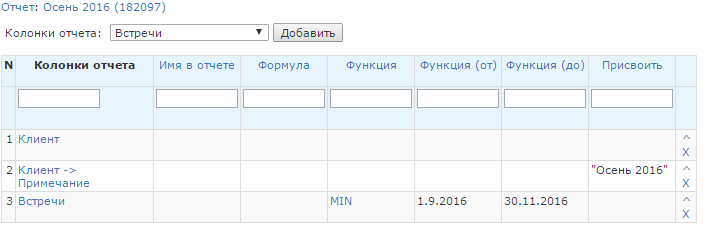 Отчет: Осень 2016 (182097)
Колонки отчета: Встречи Добавить
N Колонки отчета Имя в отчете Формула Функция Функция (от) Функция (до) Присвоить
1 Клиент ^
X
2 Клиент -> "Осень 2016" ^
Примечание X
3 Встречи MIN 1.9.2016 30.11.2016 ^
X